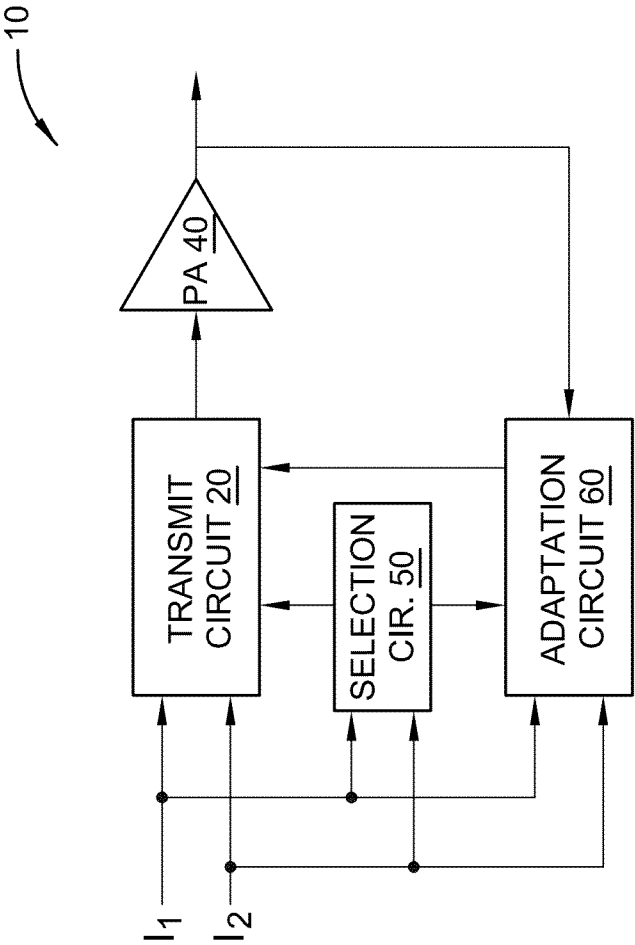 10
PA 40
TRANSMIT
CIRCUIT 20
SELECTION
CIR. 50
ADAPTATION
CIRCUIT 60
I1
I2